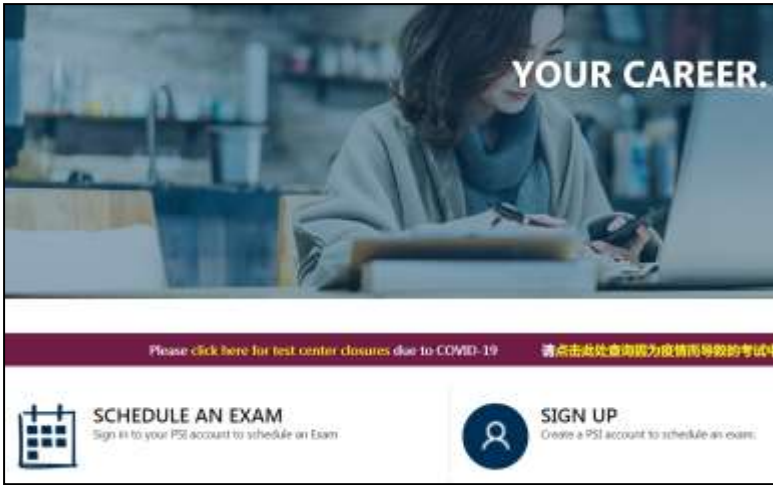 YOUR CAREER.
Please click here for test center closures due to COVID-19 请点击此处查询因为疫情而导致的考试中
SCHEDULE AN EXAM
Sign in to your PSI account to schedule an Exam
SIGN UP
Create a PSI account to schedule an exam.